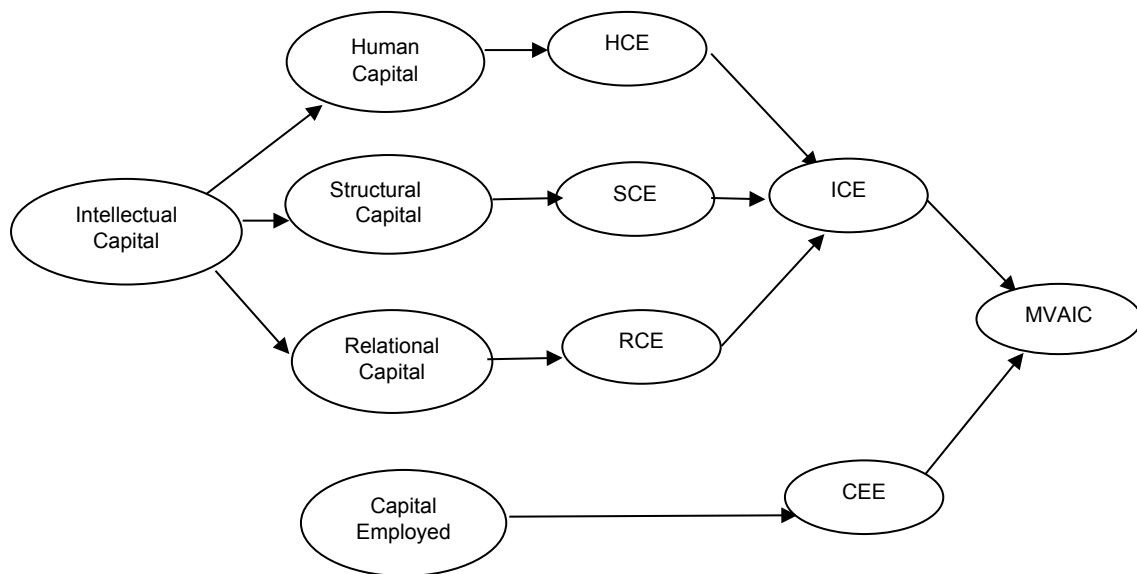 Human
Capital
HCE
Structural
Capital
SCE
ICE
Intellectual
Capital
Relational
Capital
RCE
MVAIC
Capital
Employed
CEE